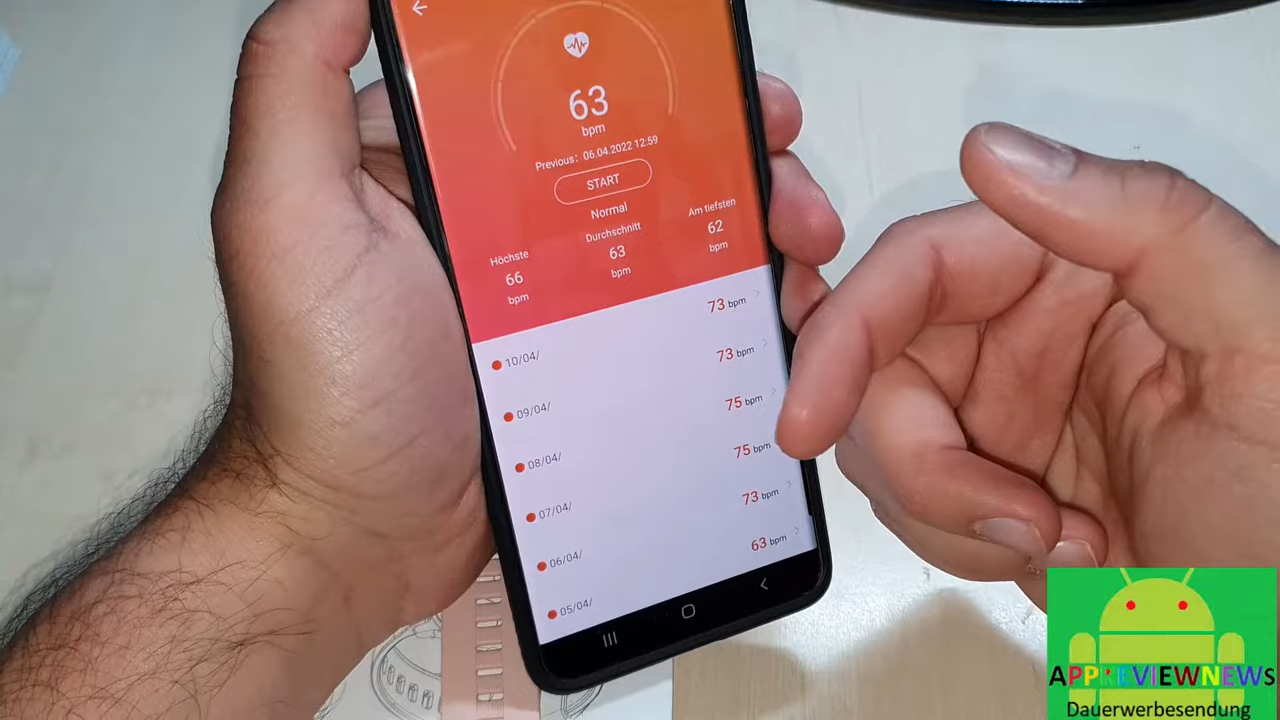 63
bpm
Previous: 06.04.2022 12:59
START
Normal
Höchste Durchschnitt Am tiefsten
66 63 62
bpm bpm bpm
10/04/ 73 bpm
09/04/ 73 bpm
08/04/ 75 bpm
07/04/ 75 bpm
06/04/ 73 bpm
05/04/ 63 bpm
APPREVIEWNEWs
Dauerwerbesendung